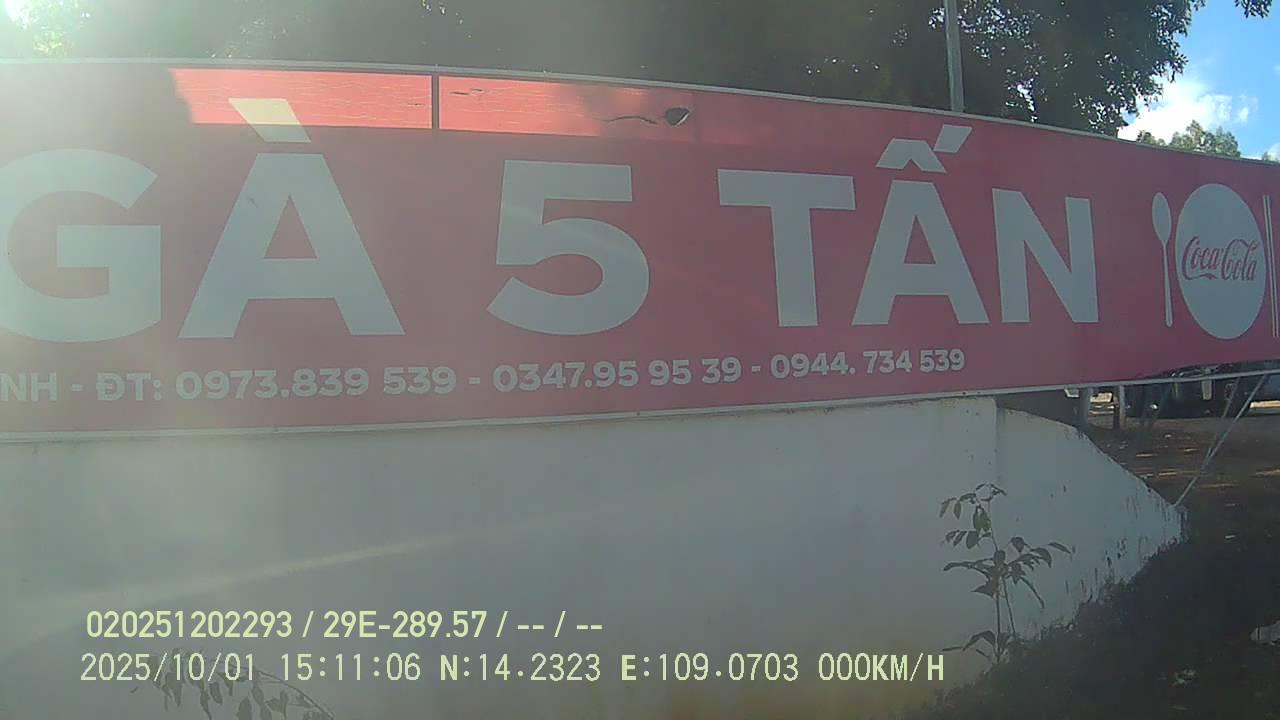 GÀ 5 TẤN
Coca-Cola
NH - ĐT: 0973.839 539 - 0347.95 95 39 - 0944. 734 539
020251202293 / 29E-289.57 / -- / --
2025/10/01 15:11:06 N:14.2323 E:109.0703 000KM/H